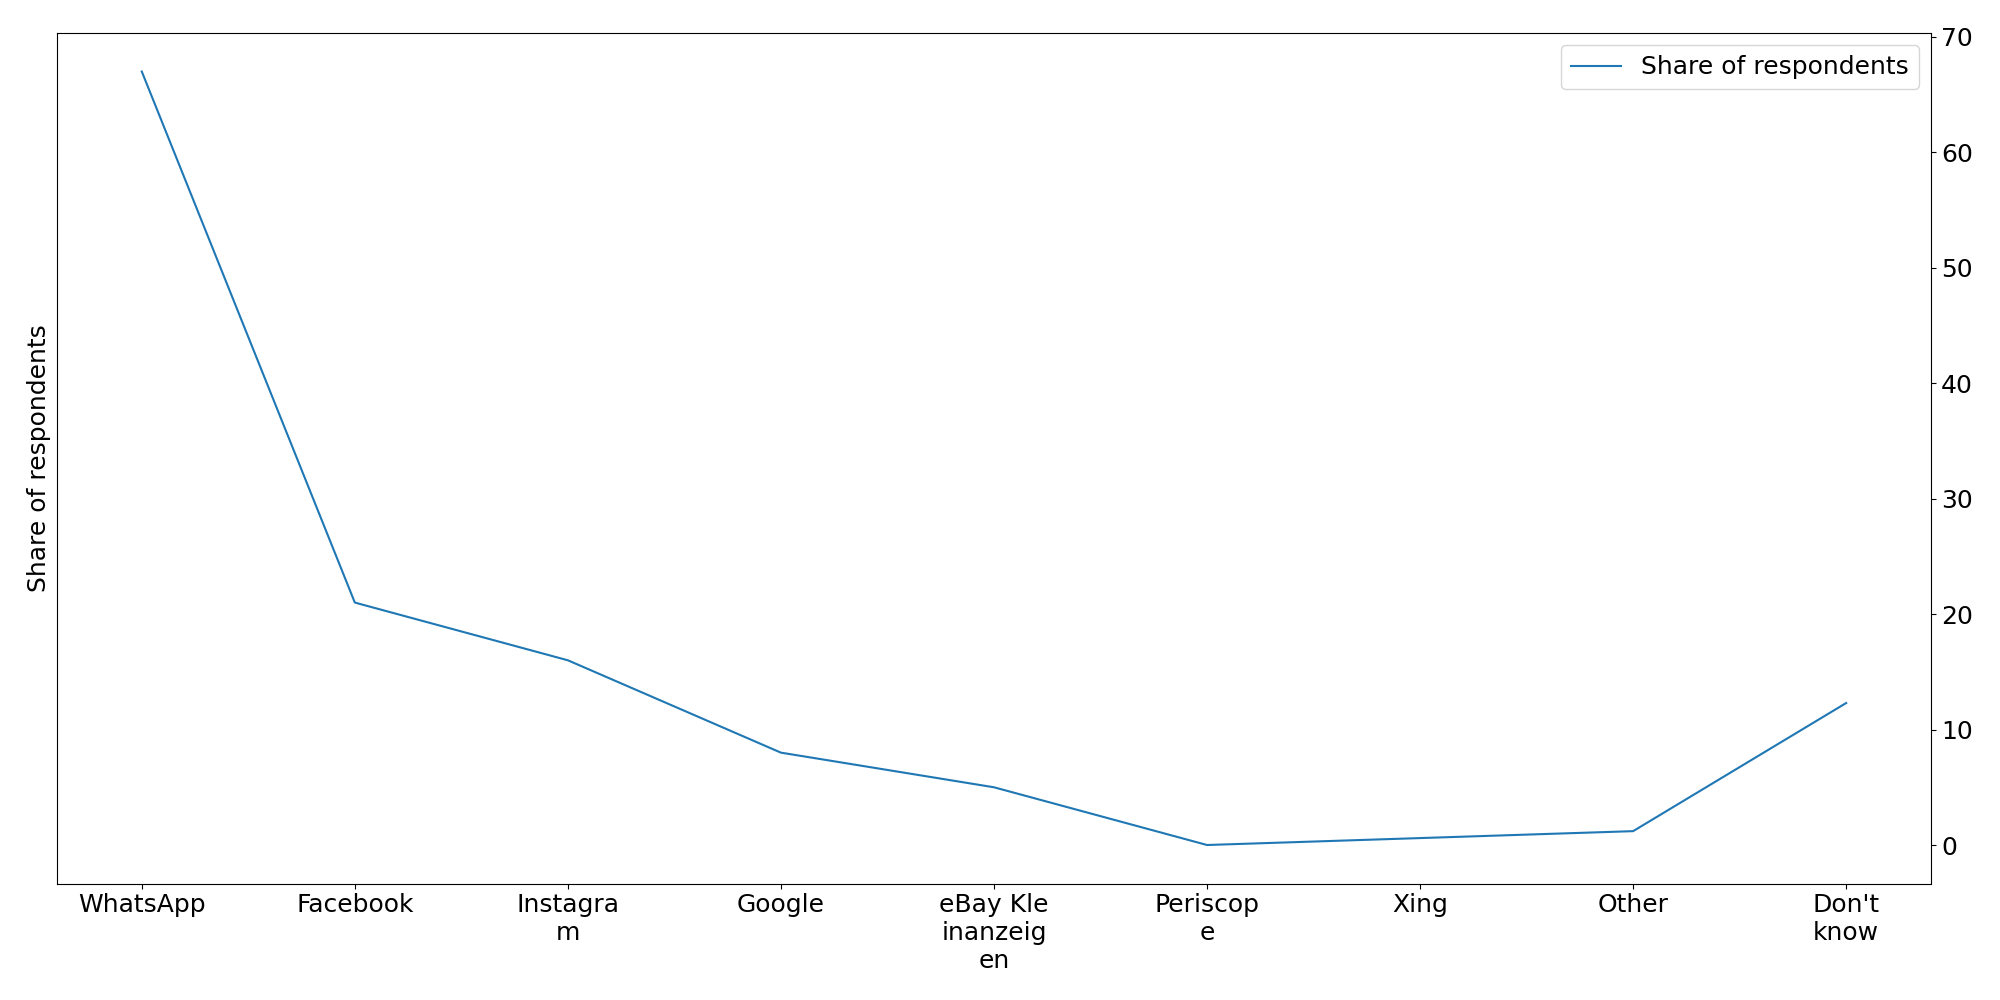 Share of respondents
Share of respondents
70
60
50
40
30
20
10
0
WhatsApp
Facebook
Instagra
m
Google
eBay Kle
inanzeig
en
Periscop
e
Xing
Other
Don't
know